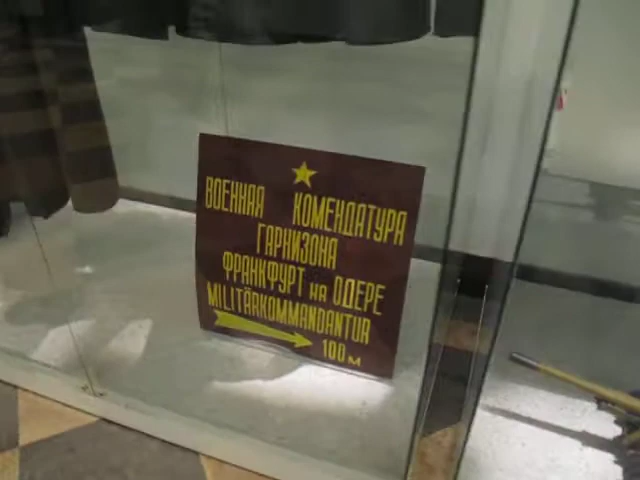 ВОЕННАЯ КОМЕНДАТУРА
ГАРНИЗОНА
ФРАНКФУРТ НА ОДЕРЕ
MILITÄRKOMMANDANTUR
100 м